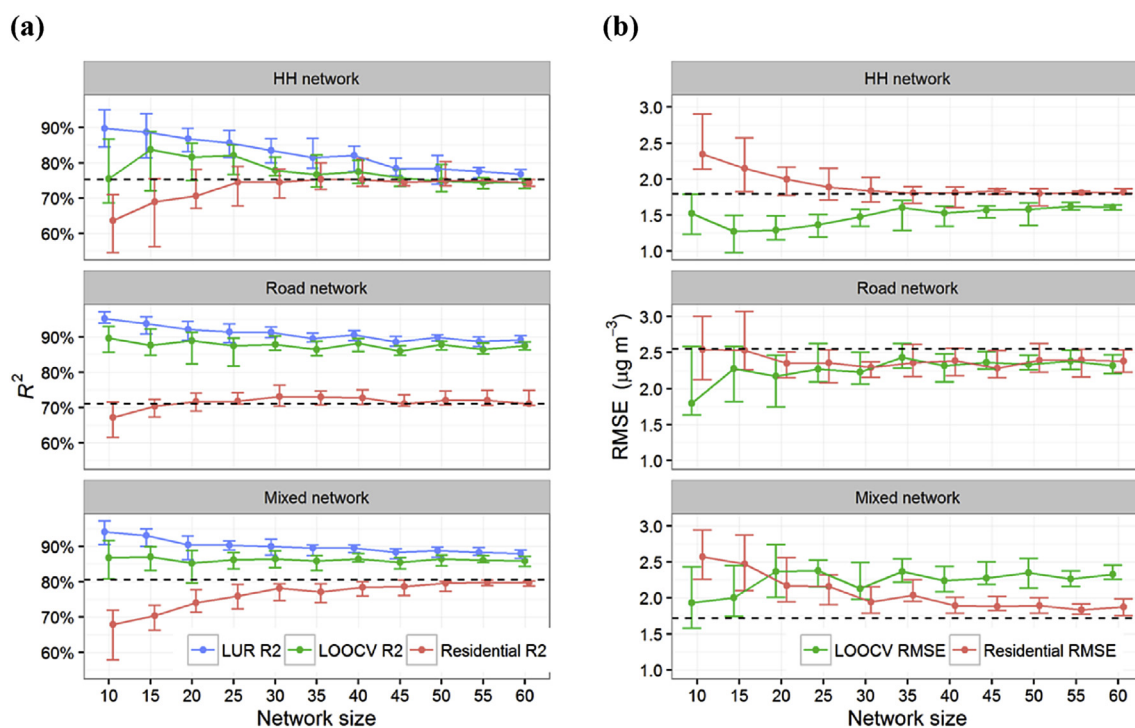 (a)
HH network
90%
80%
70%
60%
Road network
90%
80%
70%
60%
R²
Mixed network
90%
80%
70%
60%
LUR R2 LOOCV R2 Residential R2
10 15 20 25 30 35 40 45 50 55 60
Network size
(b)
HH network
3.0
2.5
2.0
1.5
1.0
Road network
3.0
2.5
2.0
1.5
1.0
RMSE (µg m⁻³)
Mixed network
3.0
2.5
2.0
1.5
1.0
LOOCV RMSE Residential RMSE
10 15 20 25 30 35 40 45 50 55 60
Network size